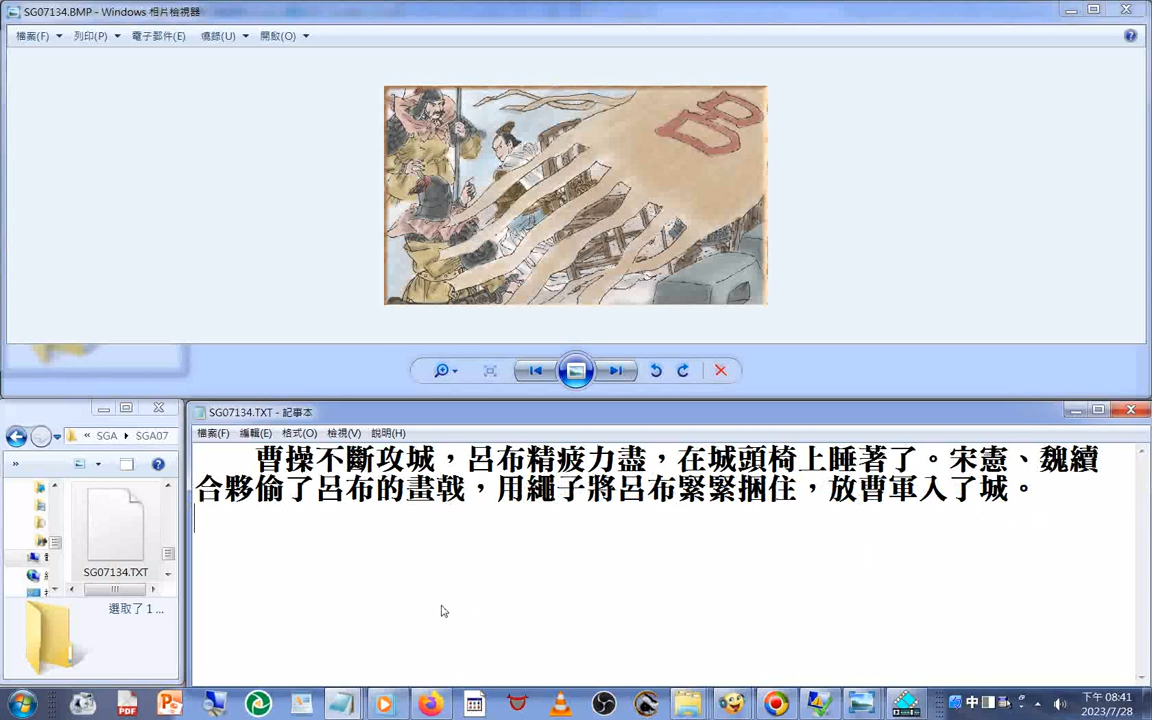 SG07134.BMP - Windows 相片檢視器
檔案(F) 列印(P) 電子郵件(E) 燒錄(U) 開啟(O)
呂
« SGA ▸ SGA07
»
SG07134.TXT
選取了 1 ...
SG07134.TXT - 記事本
檔案(F) 編輯(E) 格式(O) 檢視(V) 說明(H)
曹操不斷攻城，呂布精疲力盡，在城頭椅上睡著了。宋憲、魏續
合夥偷了呂布的畫戟，用繩子將呂布緊緊捆住，放曹軍入了城。
PDF
中
下午 08:41
2023/7/28